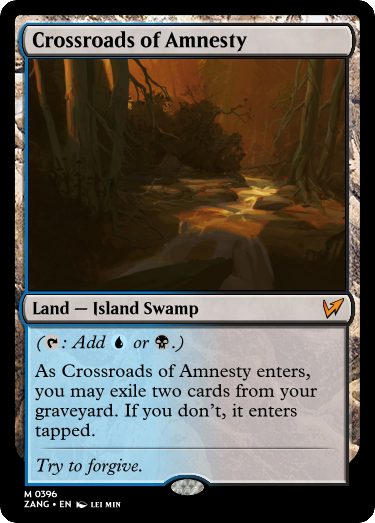 Crossroads of Amnesty
Land — Island Swamp
(: Add or .)
As Crossroads of Amnesty enters,
you may exile two cards from your
graveyard. If you don't, it enters
tapped.
Try to forgive.
M 0396
ZANG • EN LEI MIN